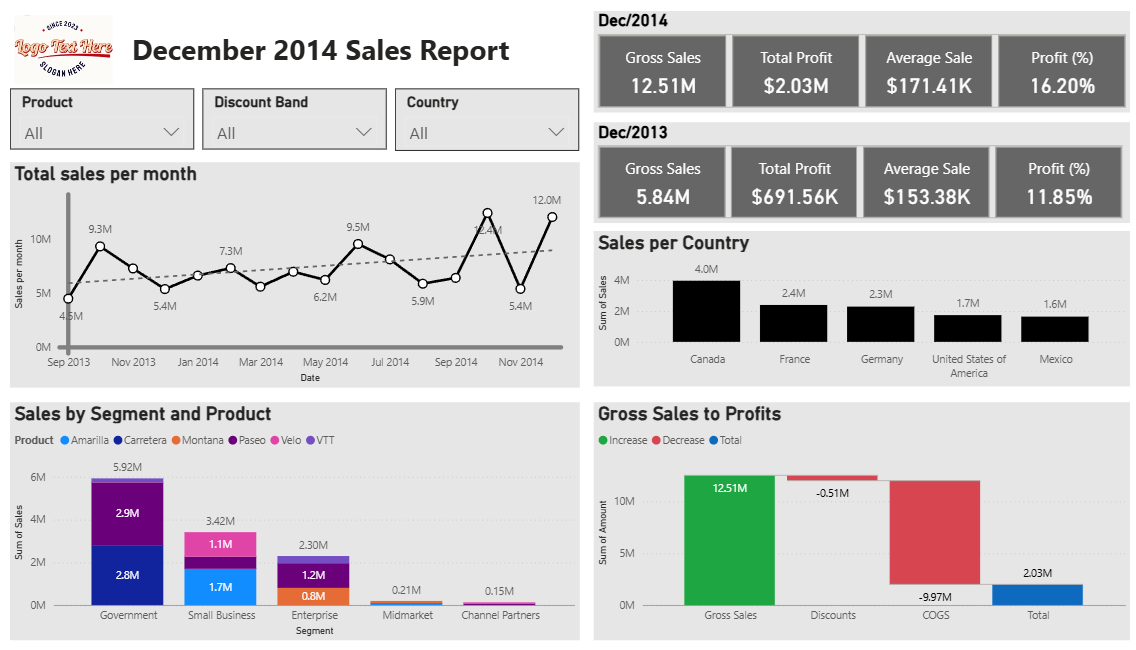 SINCE 2023
Logo Text Here
SLOGAN HERE
December 2014 Sales Report
Product
All
Discount Band
All
Country
All
Dec/2014
Gross Sales
12.51M
Total Profit
$2.03M
Average Sale
$171.41K
Profit (%)
16.20%
Dec/2013
Gross Sales
5.84M
Total Profit
$691.56K
Average Sale
$153.38K
Profit (%)
11.85%
Total sales per month
Sales per month
10M
5M
0M
4.5M
9.3M
5.4M
7.3M
6.2M
9.5M
5.9M
12.4M
5.4M
12.0M
Sep 2013
Nov 2013
Jan 2014
Mar 2014
May 2014
Jul 2014
Sep 2014
Nov 2014
Date
Sales per Country
Sum of Sales
4M
2M
0M
4.0M
2.4M
2.3M
1.7M
1.6M
Canada
France
Germany
United States of
America
Mexico
Sales by Segment and Product
Product Amarilla Carretera Montana Paseo Velo VTT
Sum of Sales
6M
4M
2M
0M
5.92M
2.9M
2.8M
3.42M
1.1M
1.7M
2.30M
1.2M
0.8M
0.21M
0.15M
Government
Small Business
Enterprise
Midmarket
Channel Partners
Segment
Gross Sales to Profits
Increase Decrease Total
Sum of Amount
10M
5M
0M
12.51M
-0.51M
-9.97M
2.03M
Gross Sales
Discounts
COGS
Total